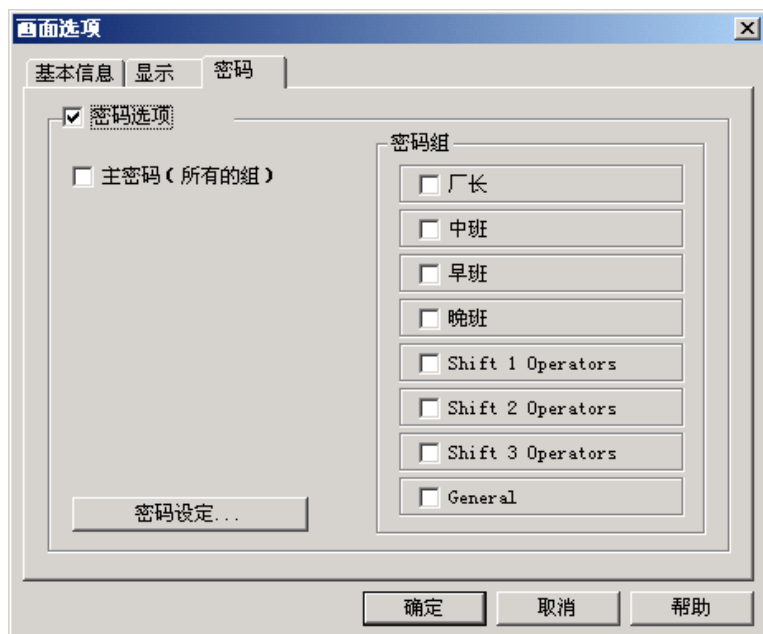 画面选项
基本信息 显示 密码
密码选项
主密码(所有的组)
密码组
厂长
中班
早班
晚班
Shift 1 Operators
Shift 2 Operators
Shift 3 Operators
General
密码设定...
确定 取消 帮助